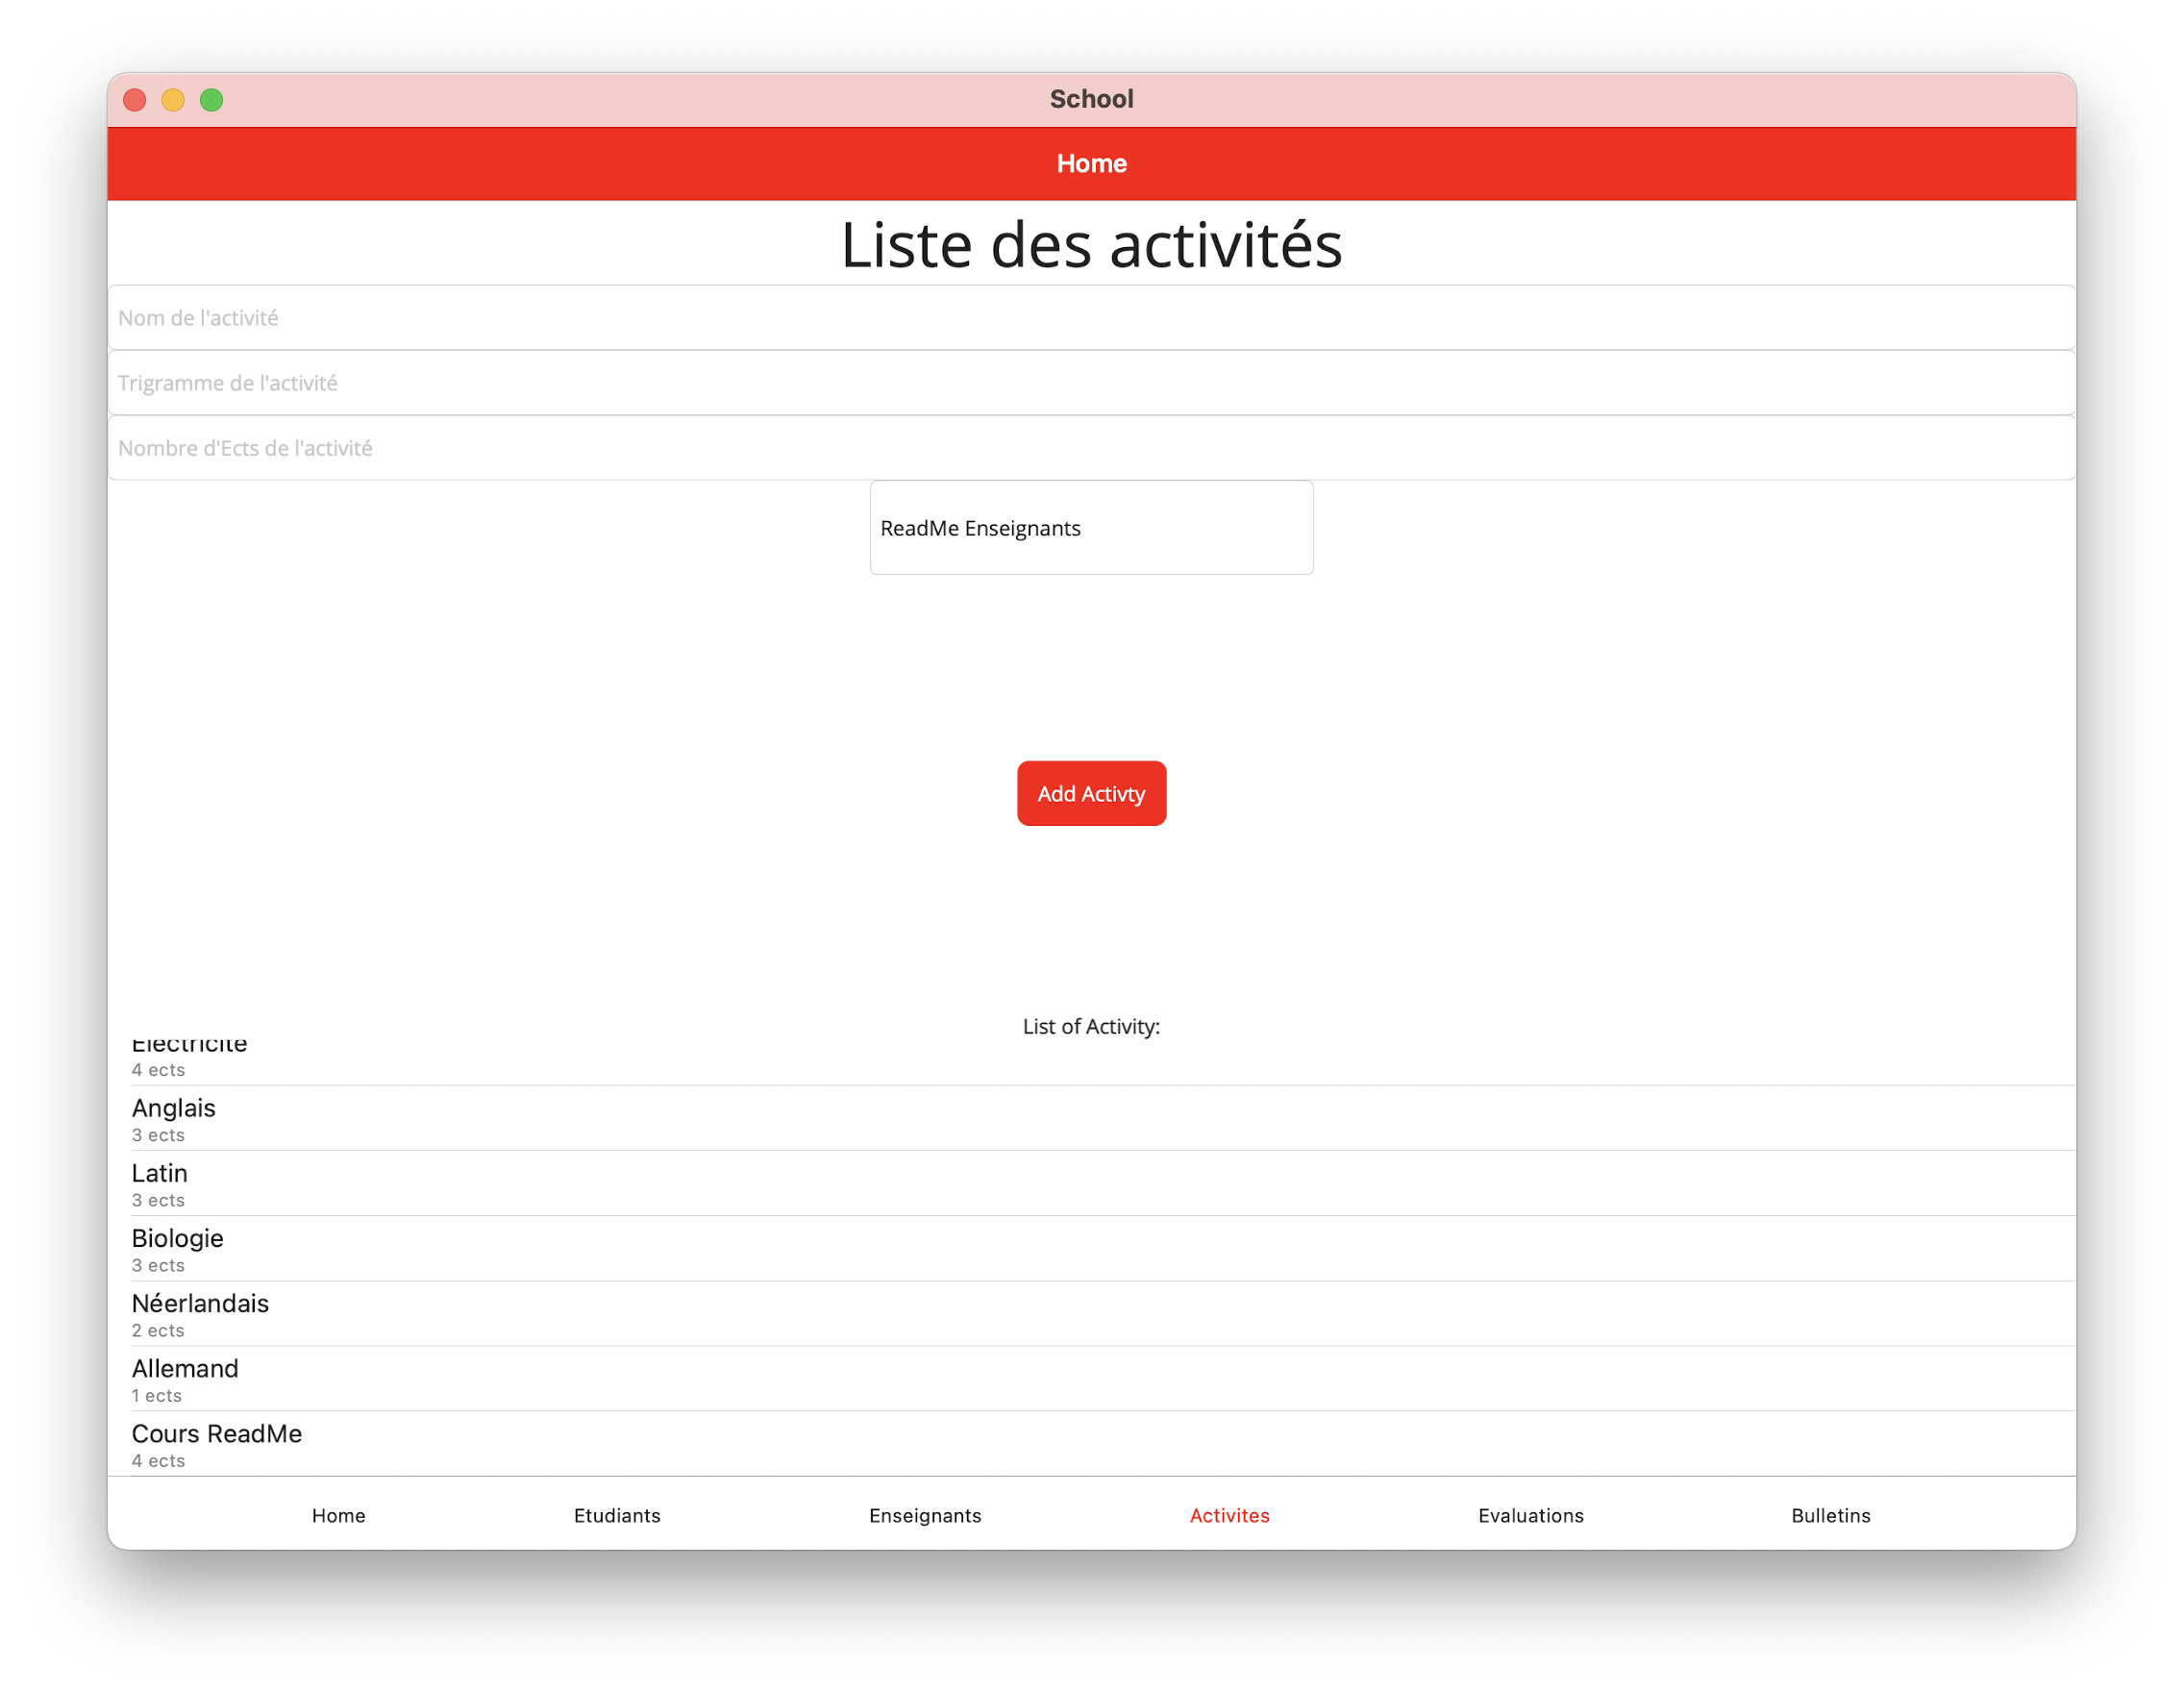 School
Home
Liste des activités
Nom de l'activité
Trigramme de l'activité
Nombre d'Ects de l'activité
ReadMe Enseignants
Add Activty
List of Activity:
Electricité
4 ects
Anglais
3 ects
Latin
3 ects
Biologie
3 ects
Néerlandais
2 ects
Allemand
1 ects
Cours ReadMe
4 ects
Home
Etudiants
Enseignants
Activites
Evaluations
Bulletins